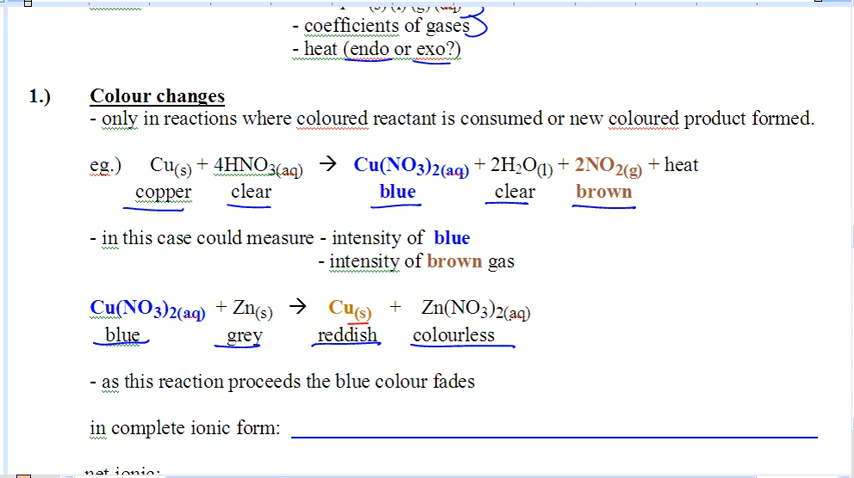 - coefficients of gases
- heat (endo or exo?)
1.) Colour changes
- only in reactions where coloured reactant is consumed or new coloured product formed.
eg.) Cu(s) + 4HNO3(aq) → Cu(NO3)2(aq) + 2H2O(l) + 2NO2(g) + heat
copper clear blue clear brown
- in this case could measure - intensity of blue
- intensity of brown gas
Cu(NO3)2(aq) + Zn(s) → Cu(s) + Zn(NO3)2(aq)
blue grey reddish colourless
- as this reaction proceeds the blue colour fades
in complete ionic form:
net ionic: